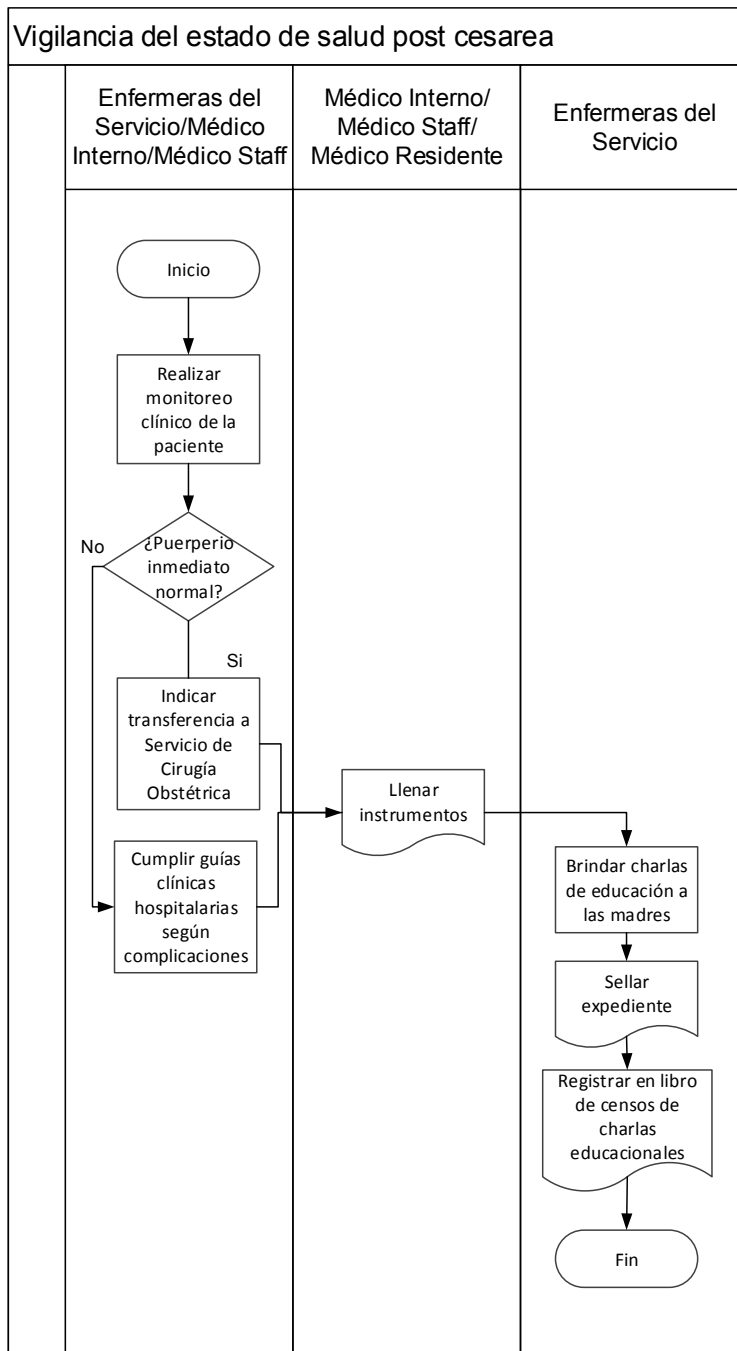 Vigilancia del estado de salud post cesarea
Enfermeras del
Servicio/Médico
Interno/Médico Staff
Médico Interno/
Médico Staff/
Médico Residente
Enfermeras del
Servicio
Inicio
Realizar
monitoreo
clínico de la
paciente
No
¿Puerperio
inmediato
normal?
Si
Indicar
transferencia a
Servicio de
Cirugía
Obstétrica
Llenar
instrumentos
Cumplir guías
clínicas
hospitalarias
según
complicaciones
Brindar charlas
de educación a
las madres
Sellar
expediente
Registrar en libro
de censos de
charlas
educacionales
Fin